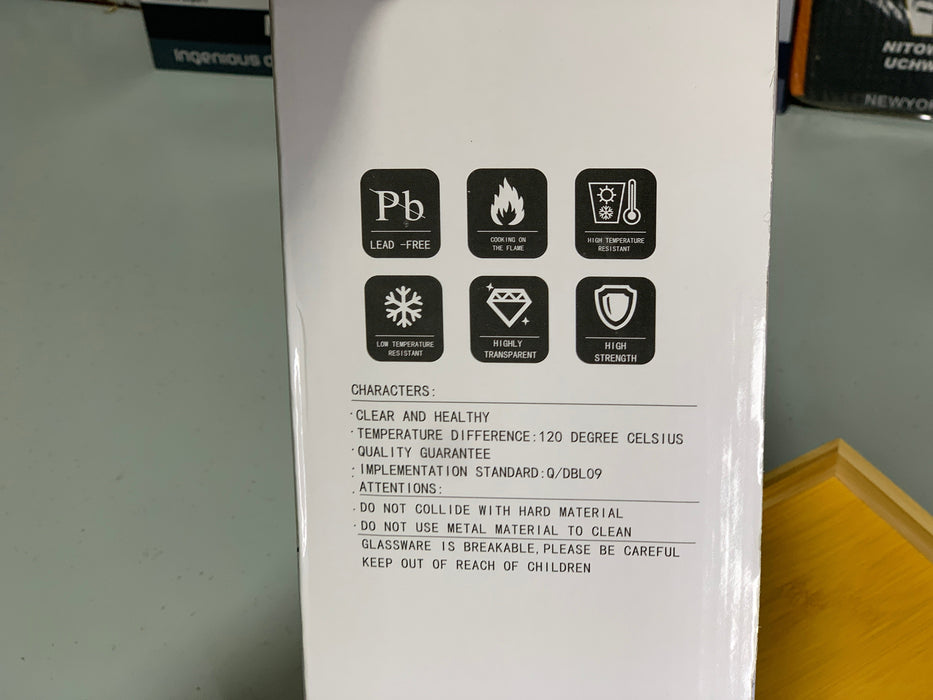 Ingenious
NEWYOR
Pb
LEAD -FREE
COOKING ON
THE FLAME
HIGH TEMPERATURE
RESISTANT
LOW TEMPERATURE
RESISTANT
HIGHLY
TRANSPARENT
HIGH
STRENGTH
CHARACTERS:
·CLEAR AND HEALTHY
·TEMPERATURE DIFFERENCE:120 DEGREE CELSIUS
·QUALITY GUARANTEE
·IMPLEMENTATION STANDARD:Q/DBL09
·ATTENTIONS:
·DO NOT COLLIDE WITH HARD MATERIAL
·DO NOT USE METAL MATERIAL TO CLEAN
GLASSWARE IS BREAKABLE,PLEASE BE CAREFUL
KEEP OUT OF REACH OF CHILDREN